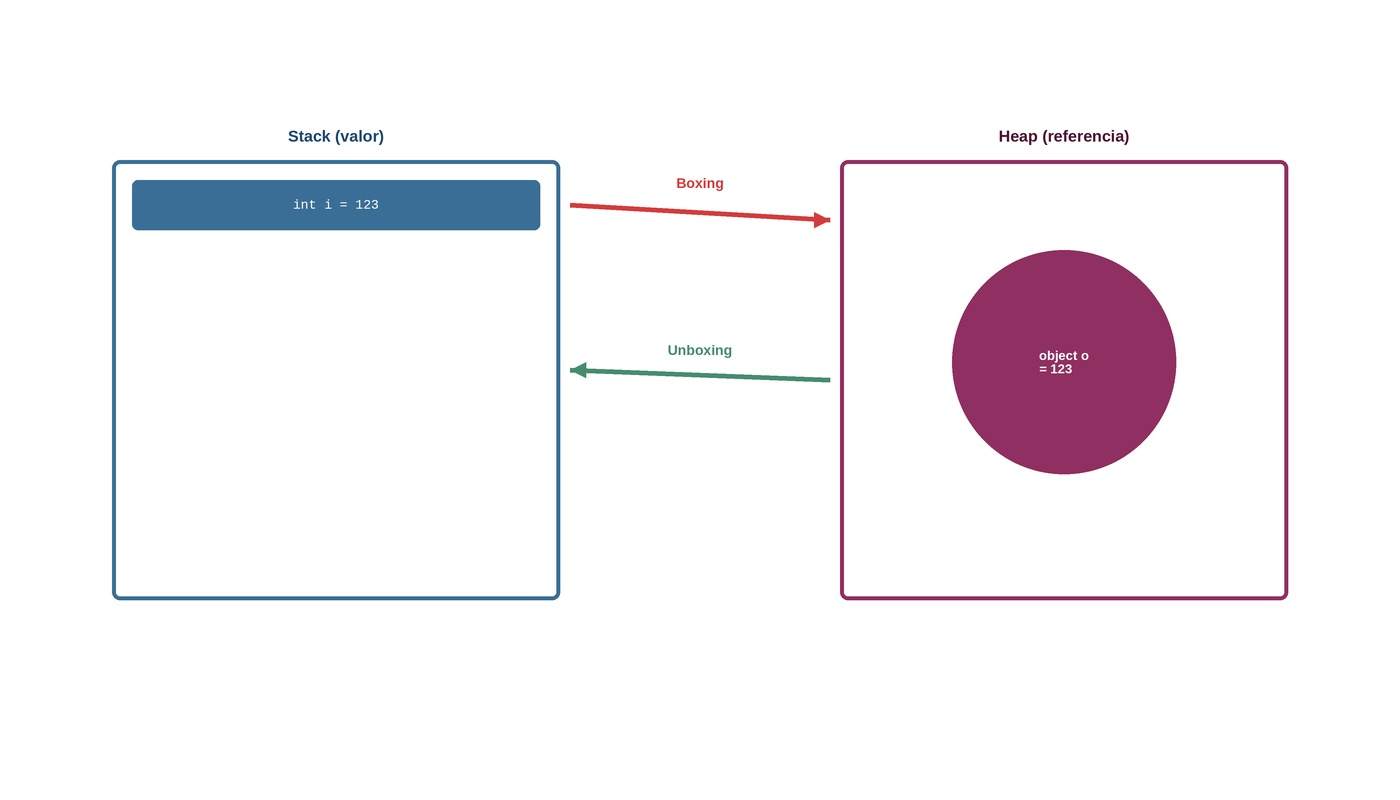 Stack (valor)
Heap (referencia)
int i = 123
Boxing
Unboxing
object o
= 123